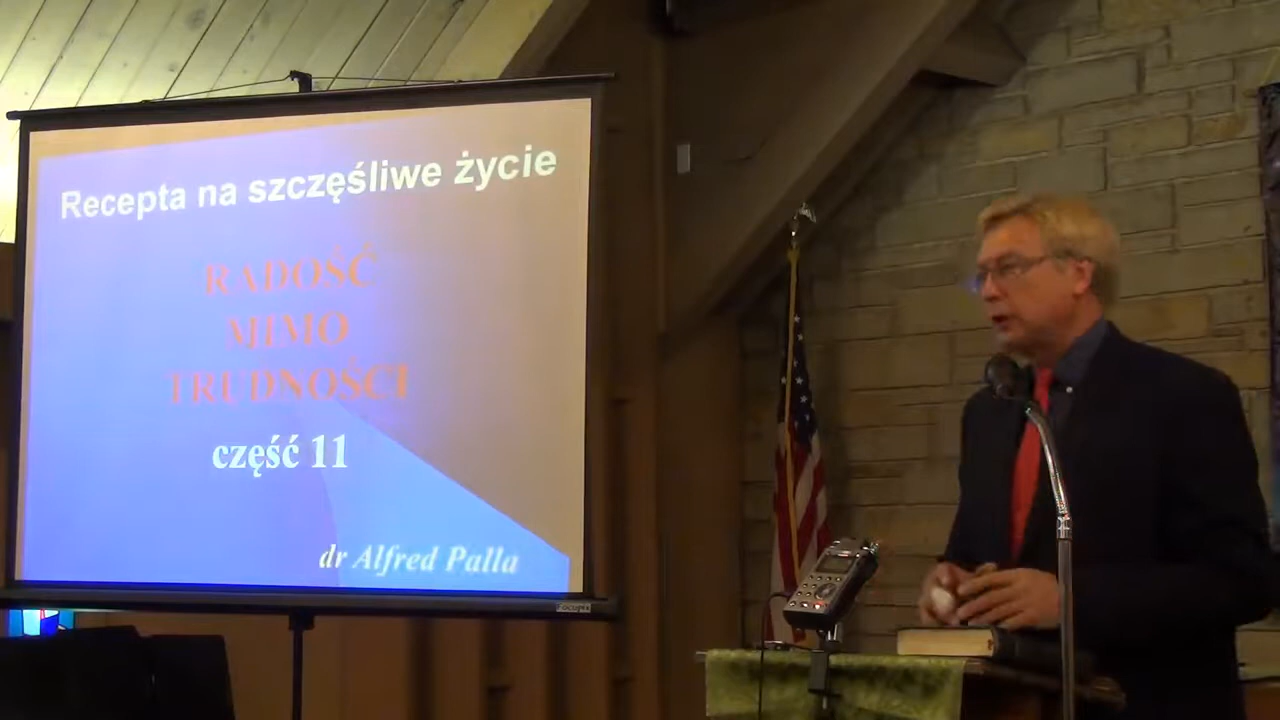 Recepta na szczęśliwe życie
RADOŚĆ
MIMO
TRUDNOŚCI
część 11
dr Alfred Palla